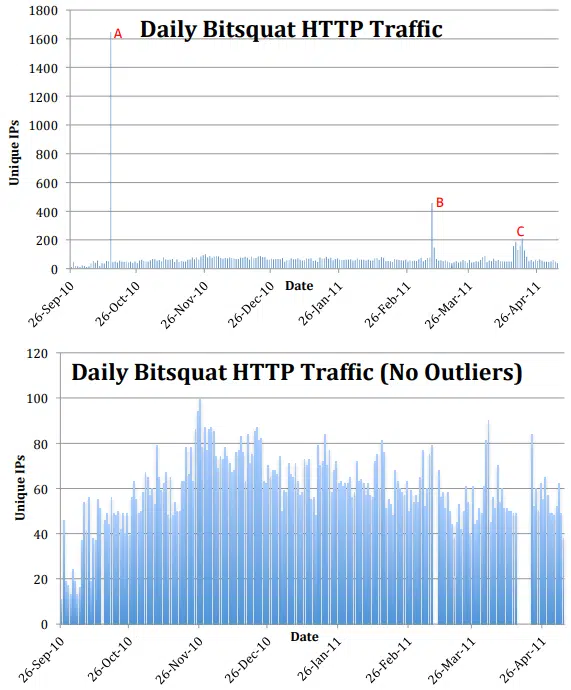 Daily Bitsquat HTTP Traffic
1800
1600
1400
1200
1000
800
600
400
200
0
Unique IPs
A
B
C
26-Sep-10
26-Oct-10
26-Nov-10
26-Dec-10
26-Jan-11
26-Feb-11
26-Mar-11
26-Apr-11
Date
Daily Bitsquat HTTP Traffic (No Outliers)
120
100
80
60
40
20
0
Unique IPs
26-Sep-10
26-Oct-10
26-Nov-10
26-Dec-10
26-Jan-11
26-Feb-11
26-Mar-11
26-Apr-11
Date